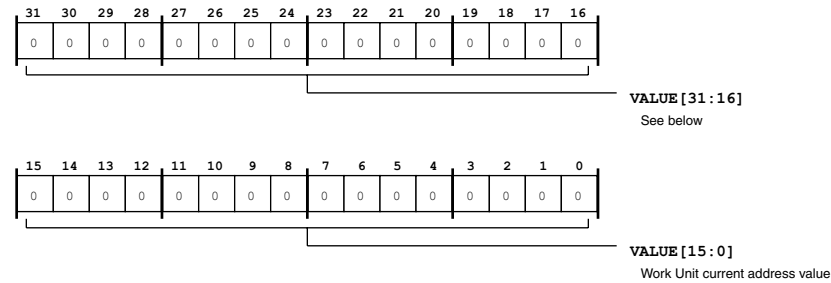 31 30 29 28 27 26 25 24 23 22 21 20 19 18 17 16
0 0 0 0 0 0 0 0 0 0 0 0 0 0 0 0
VALUE[31:16]
See below
15 14 13 12 11 10 9 8 7 6 5 4 3 2 1 0
0 0 0 0 0 0 0 0 0 0 0 0 0 0 0 0
VALUE[15:0]
Work Unit current address value